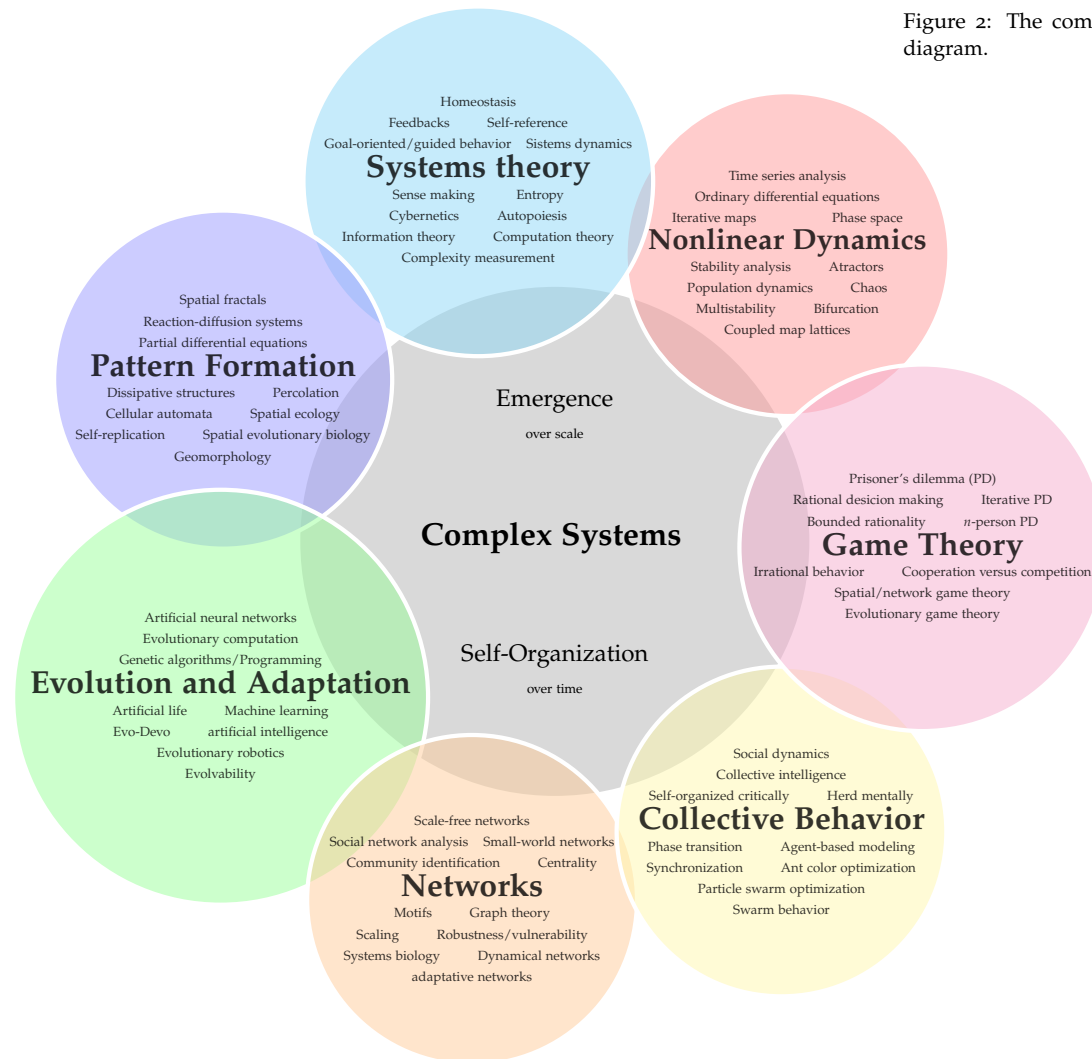 Figure 2: The com
diagram.
Homeostasis
Feedbacks Self-reference
Goal-oriented/guided behavior Sistems dynamics
Systems theory
Sense making Entropy
Cybernetics Autopoiesis
Information theory Computation theory
Complexity measurement
Time series analysis
Ordinary differential equations
Iterative maps Phase space
Nonlinear Dynamics
Stability analysis Atractors
Population dynamics Chaos
Multistability Bifurcation
Coupled map lattices
Spatial fractals
Reaction-diffusion systems
Partial differential equations
Pattern Formation
Dissipative structures Percolation
Cellular automata Spatial ecology
Self-replication Spatial evolutionary biology
Geomorphology
Emergence
over scale
Complex Systems
Self-Organization
over time
Prisoner's dilemma (PD)
Rational desicion making Iterative PD
Bounded rationality n-person PD
Game Theory
Irrational behavior Cooperation versus competition
Spatial/network game theory
Evolutionary game theory
Artificial neural networks
Evolutionary computation
Genetic algorithms/Programming
Evolution and Adaptation
Artificial life Machine learning
Evo-Devo artificial intelligence
Evolutionary robotics
Evolvability
Social dynamics
Collective intelligence
Self-organized critically Herd mentally
Collective Behavior
Phase transition Agent-based modeling
Synchronization Ant color optimization
Particle swarm optimization
Swarm behavior
Scale-free networks
Social network analysis Small-world networks
Community identification Centrality
Networks
Motifs Graph theory
Scaling Robustness/vulnerability
Systems biology Dynamical networks
adaptative networks